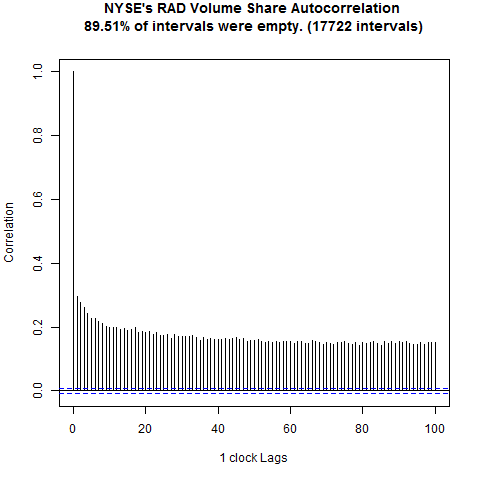 NYSE's RAD Volume Share Autocorrelation
89.51% of intervals were empty. (17722 intervals)
Correlation
1.0
0.8
0.6
0.4
0.2
0.0
0 20 40 60 80 100
1 clock Lags